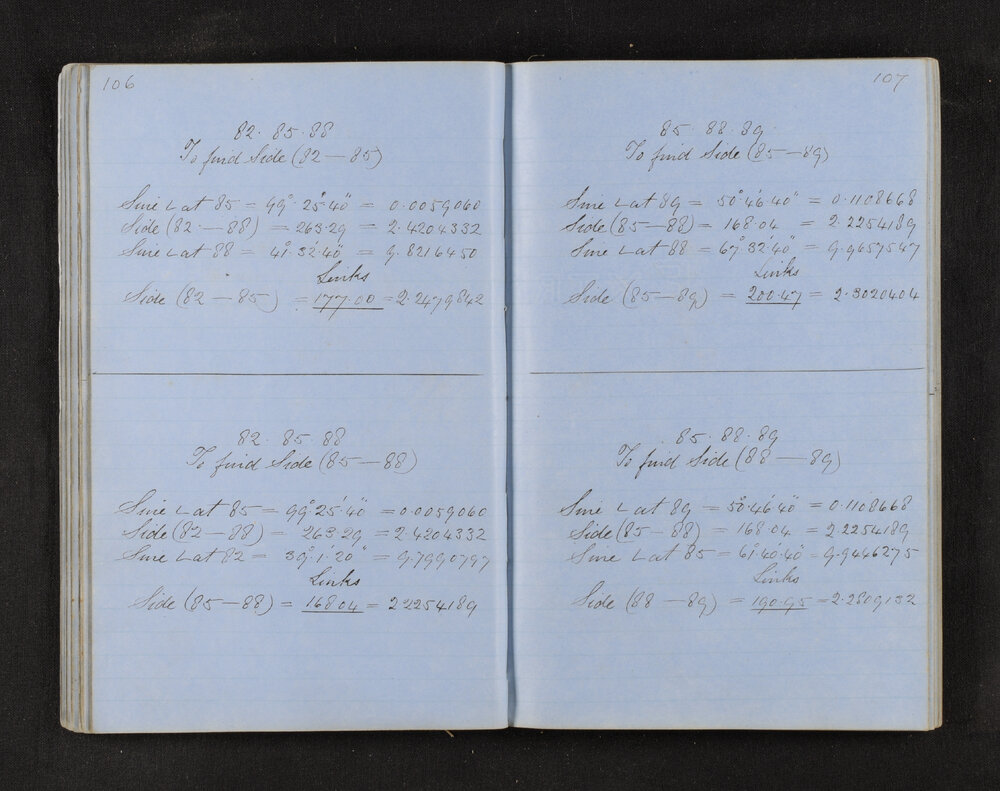 106
82. 85. 88
To find Side (82 — 85)
Sine ∠ at 85 = 99°. 25'. 40" = 0.0059060
Side (82. — 88) = 263.29 = 2.4204332
Sine ∠ at 88 = 41°. 32'. 40" = 9.8216450
Links
Side (82 — 85) = 177.00 = 2.2479842
82. 85. 88
To find Side (85 — 88)
Sine ∠ at 85 = 99°. 25'. 40" = 0.0059060
Side (82 — 88) = 263.29 = 2.4204332
Sine ∠ at 82 = 39°. 1'. 20" = 9.7990797
Links
Side (85 — 88) = 168.04 = 2.2254189
107
85. 88. 89.
To find Side (85 — 89)
Sine ∠ at 89 = 50°. 46'. 40" = 0.1108668
Side (85 — 88) = 168.04 = 2.2254189
Sine ∠ at 88 = 67°. 32'. 40" = 9.9657547
Links
Side (85 — 89) = 200.47 = 2.3020404
85. 88. 89
To find Side (88 — 89)
Sine ∠ at 89 = 50°. 46'. 40" = 0.1108668
Side (85 — 88) = 168.04 = 2.2254189
Sine ∠ at 85 = 61°. 40'. 40" = 9.9446275
Links
Side (88 — 89) = 190.95 = 2.2809132